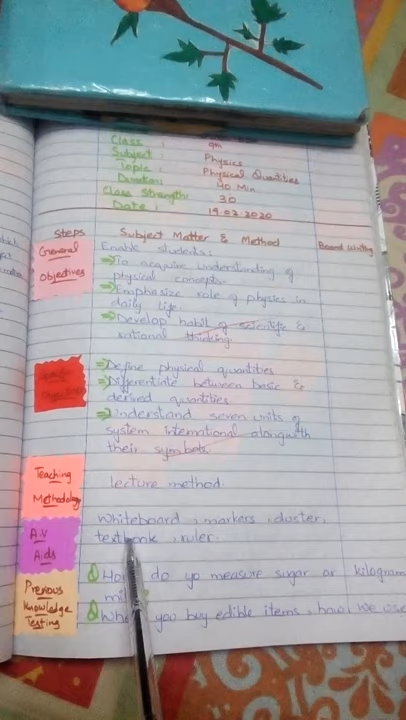 Class : 9th
Subject : Physics
Topic : Physical Quantities
Duration : 40 Min
Class Strength : 30
Date : 19.02.2020
Steps Subject Matter & Method Board Writing
General Objectives
Enable students:
⇒To acquire understanding of
physical concepts.
⇒Emphasize role of physics in
daily life.
⇒Develop habit of scientific &
rational thinking.
Objectives
⇒Define physical quantities
⇒Differentiate between basic &
derived quantities
⇒Understand seven units of
system international alongwith
their symbols.
Teaching Methodology
lecture method.
A.V Aids
Whiteboard, markers, duster,
textbook, ruler.
Previous Knowledge Testing
do yo measure sugar or kilogram
you buy edible items, how we use